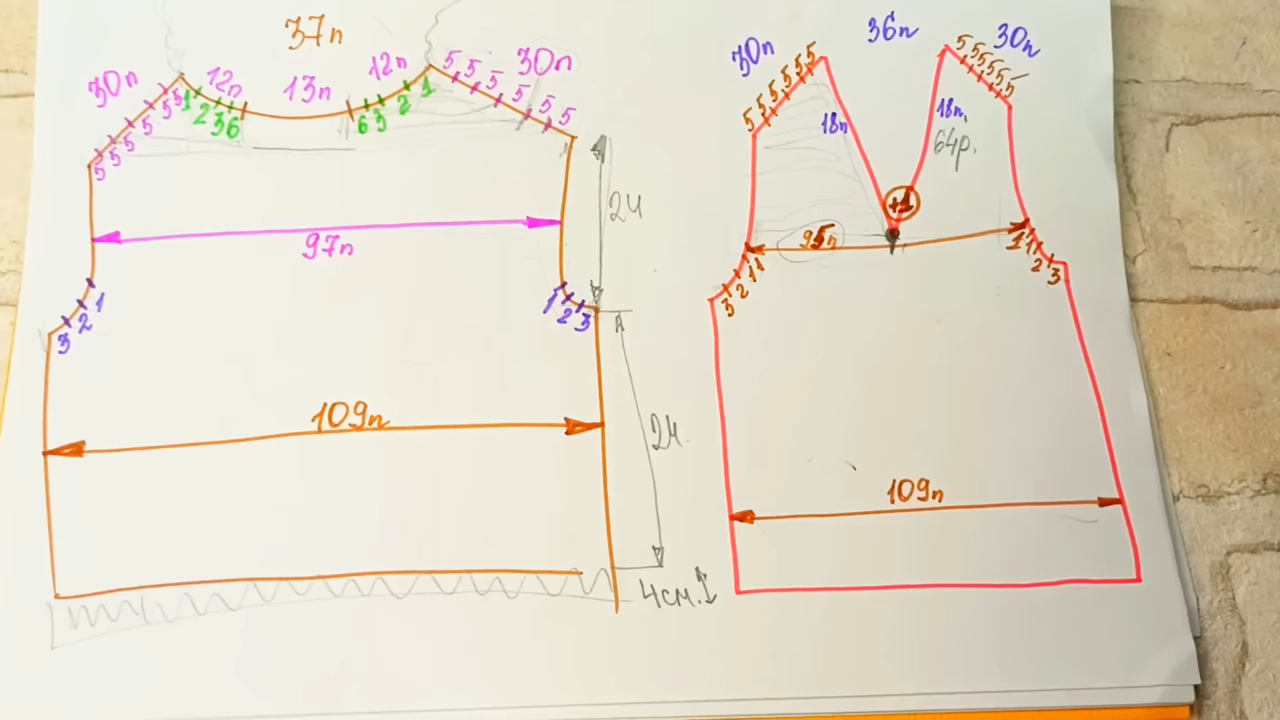 37п
30п
12п
13п
12п
30п
5 5 5 5 5 5
1 2 3 6
6 3 2 1
5 5 5 5 5 5
24
97п
3 2 1
1 2 3
109п
24
4см.
36п
30п
30п
5 5 5 5 5 5
5 5 5 5 5 5
18п
18п.
64р.
+1
95п
3 2 1 1
1 1 2 3
109п